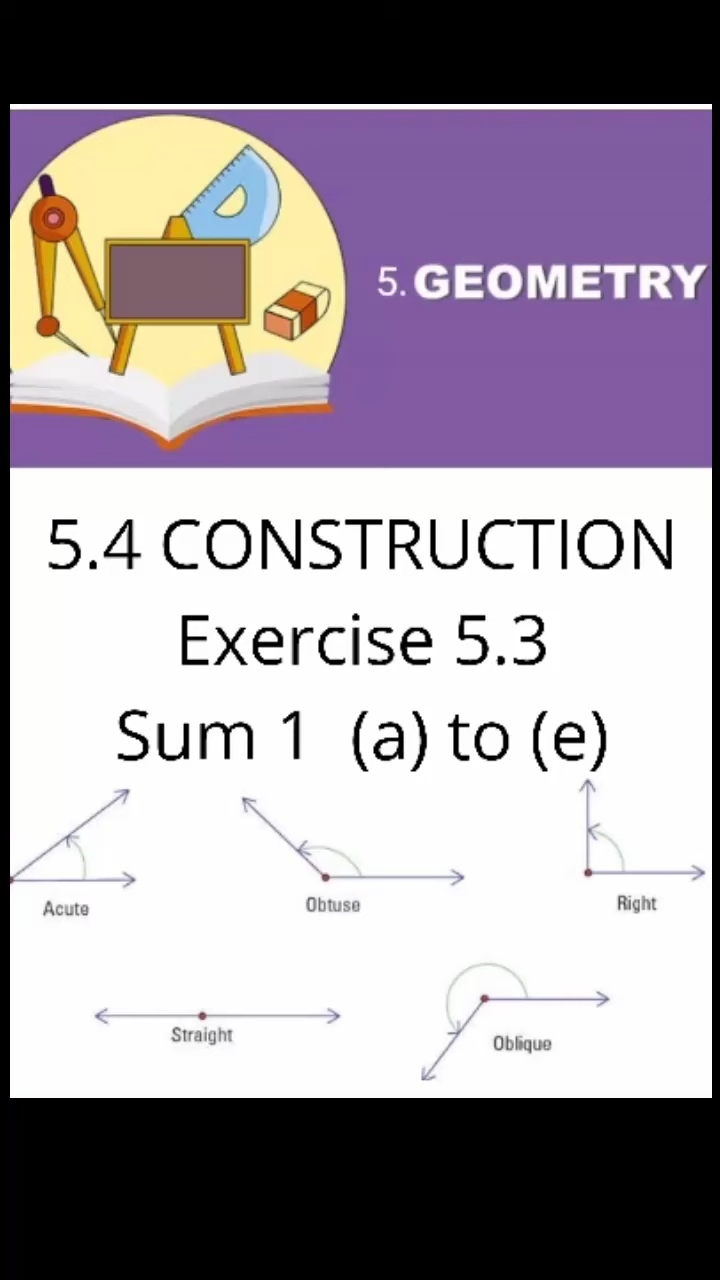 5. GEOMETRY
5.4 CONSTRUCTION
Exercise 5.3
Sum 1 (a) to (e)
Acute
Obtuse
Right
Straight
Oblique